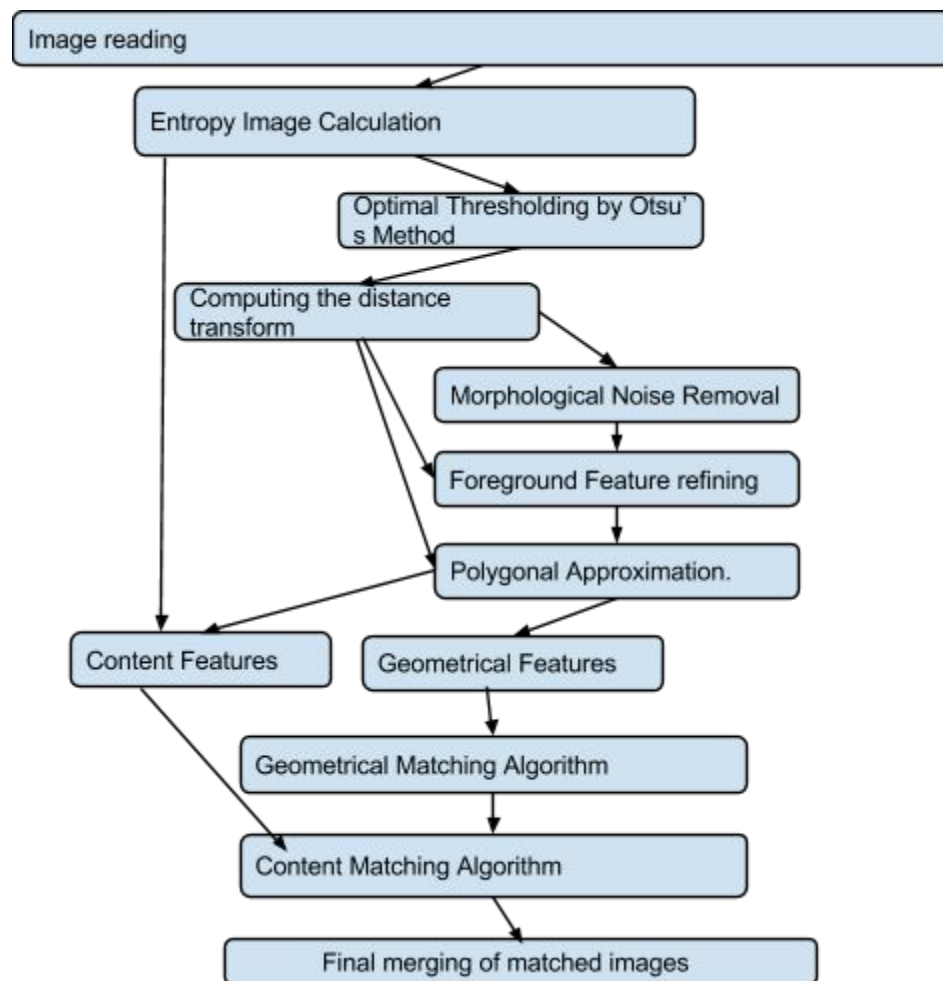 Image reading
Entropy Image Calculation
Optimal Thresholding by Otsu'
s Method
Computing the distance
transform
Morphological Noise Removal
Foreground Feature refining
Polygonal Approximation.
Content Features
Geometrical Features
Geometrical Matching Algorithm
Content Matching Algorithm
Final merging of matched images